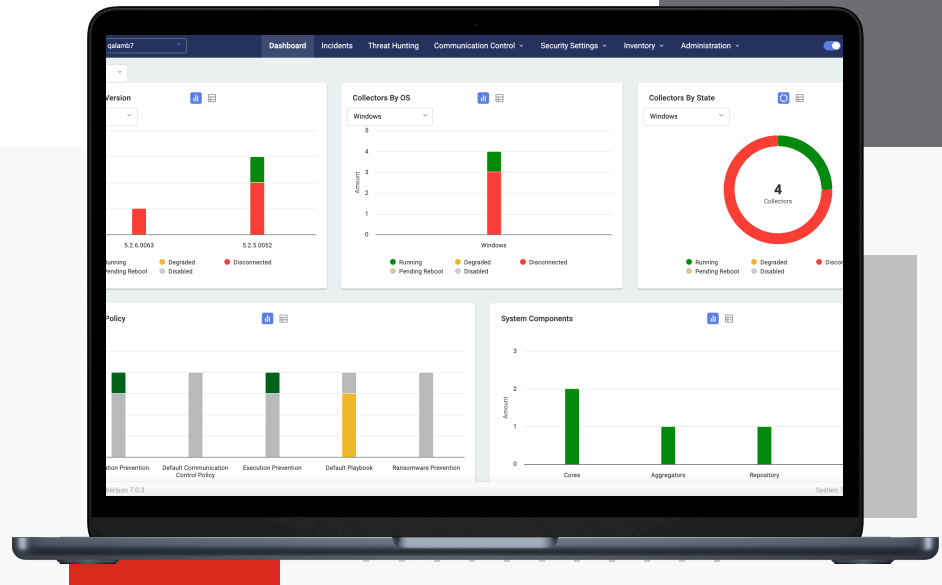 qalamb7
Dashboard Incidents Threat Hunting Communication Control Security Settings Inventory Administration
Version
Collectors By OS
Windows
5
4
3
2
1
0
Amount
Windows
Running Degraded Disconnected
Pending Reboot Disabled
Collectors By State
Windows
4
Collectors
Running Degraded Discon
Pending Reboot Disabled
5.2.6.0063 5.2.5.0052
unning Degraded Disconnected
Pending Reboot Disabled
Policy
tion Prevention Default Communication Control Policy Execution Prevention Default Playbook Ransomware Prevention
System Components
3
2
1
0
Amount
Cores Aggregators Repository
Version 7.0.3
System